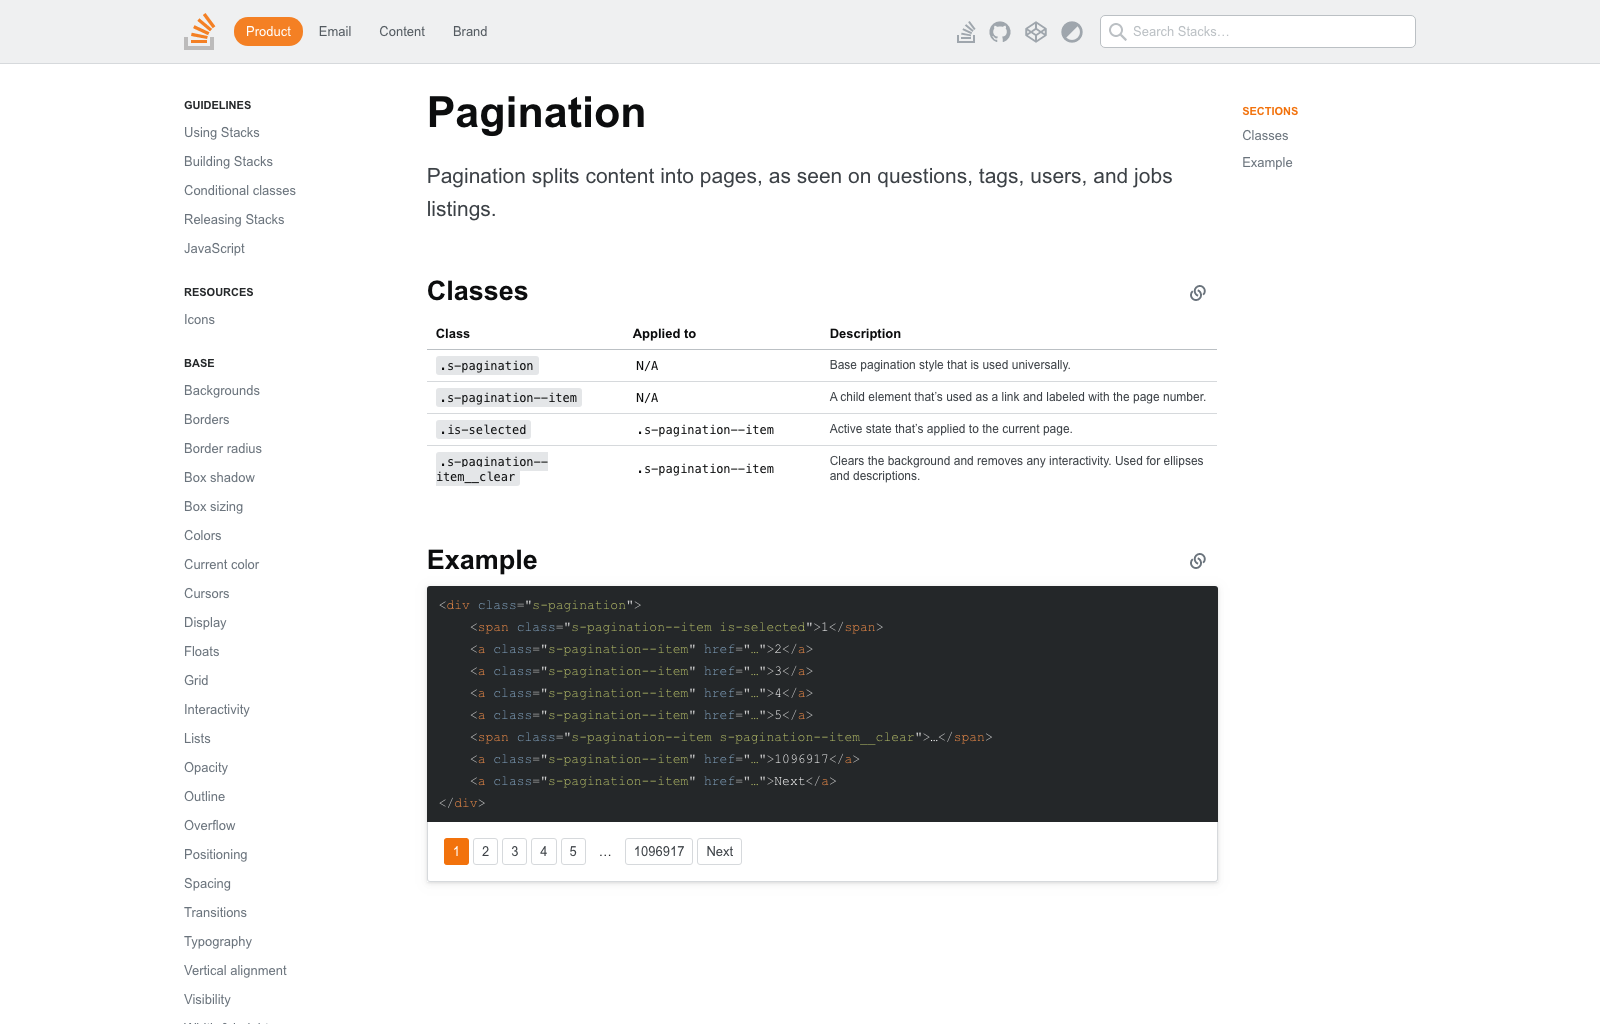 Product
Email
Content
Brand
Search Stacks…
GUIDELINES
Using Stacks
Building Stacks
Conditional classes
Releasing Stacks
JavaScript
RESOURCES
Icons
BASE
Backgrounds
Borders
Border radius
Box shadow
Box sizing
Colors
Current color
Cursors
Display
Floats
Grid
Interactivity
Lists
Opacity
Outline
Overflow
Positioning
Spacing
Transitions
Typography
Vertical alignment
Visibility
Pagination
Pagination splits content into pages, as seen on questions, tags, users, and jobs
listings.
Classes
Class Applied to Description
.s-pagination N/A Base pagination style that is used universally.
.s-pagination--item N/A A child element that’s used as a link and labeled with the page number.
.is-selected .s-pagination--item Active state that’s applied to the current page.
.s-pagination--
item__clear
.s-pagination--item
Clears the background and removes any interactivity. Used for ellipses
and descriptions.
Example
<div class="s-pagination">
<span class="s-pagination--item is-selected">1</span>
<a class="s-pagination--item" href="…">2</a>
<a class="s-pagination--item" href="…">3</a>
<a class="s-pagination--item" href="…">4</a>
<a class="s-pagination--item" href="…">5</a>
<span class="s-pagination--item s-pagination--item__clear">…</span>
<a class="s-pagination--item" href="…">1096917</a>
<a class="s-pagination--item" href="…">Next</a>
</div>
1 2 3 4 5 … 1096917 Next
SECTIONS
Classes
Example